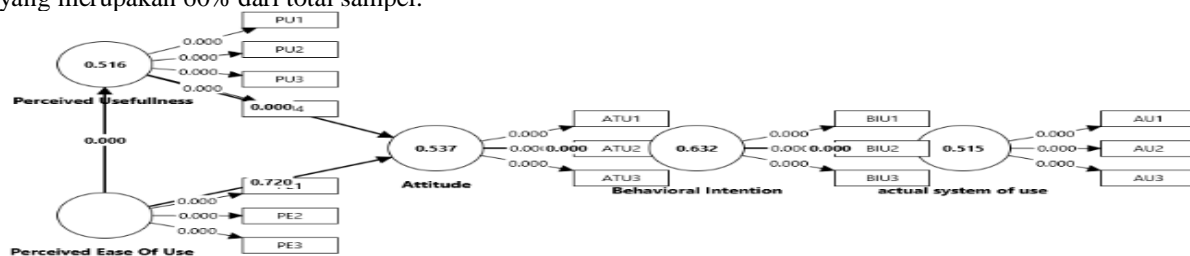 yang merupakan 60% dari total sampel.
PU1
0.000
PU2
0.000
0.516
0.000
PU3
0.000
Perceived Usefullness
0.000
0.000
ATU1
BIU1
AU1
0.000
0.000
0.000
0.537
0.000
ATU2
0.632
0.000
BIU2
0.515
0.000
AU2
0.000
0.000
0.000
ATU3
BIU3
AU3
Attitude
Behavioral Intention
actual system of use
0.720
0.000
0.000
PE2
0.000
PE3
Perceived Ease Of Use